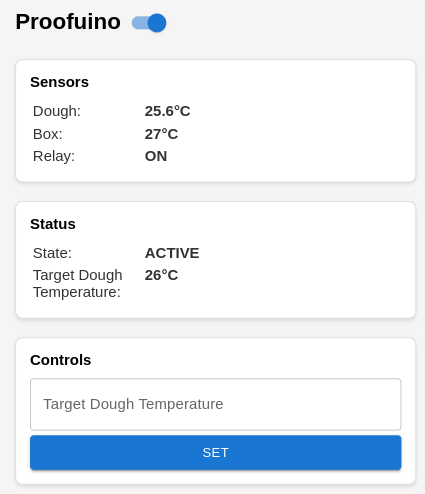 Proofuino
Sensors
Dough: 25.6°C
Box: 27°C
Relay: ON
Status
State: ACTIVE
Target Dough 26°C
Temperature:
Controls
Target Dough Temperature
SET